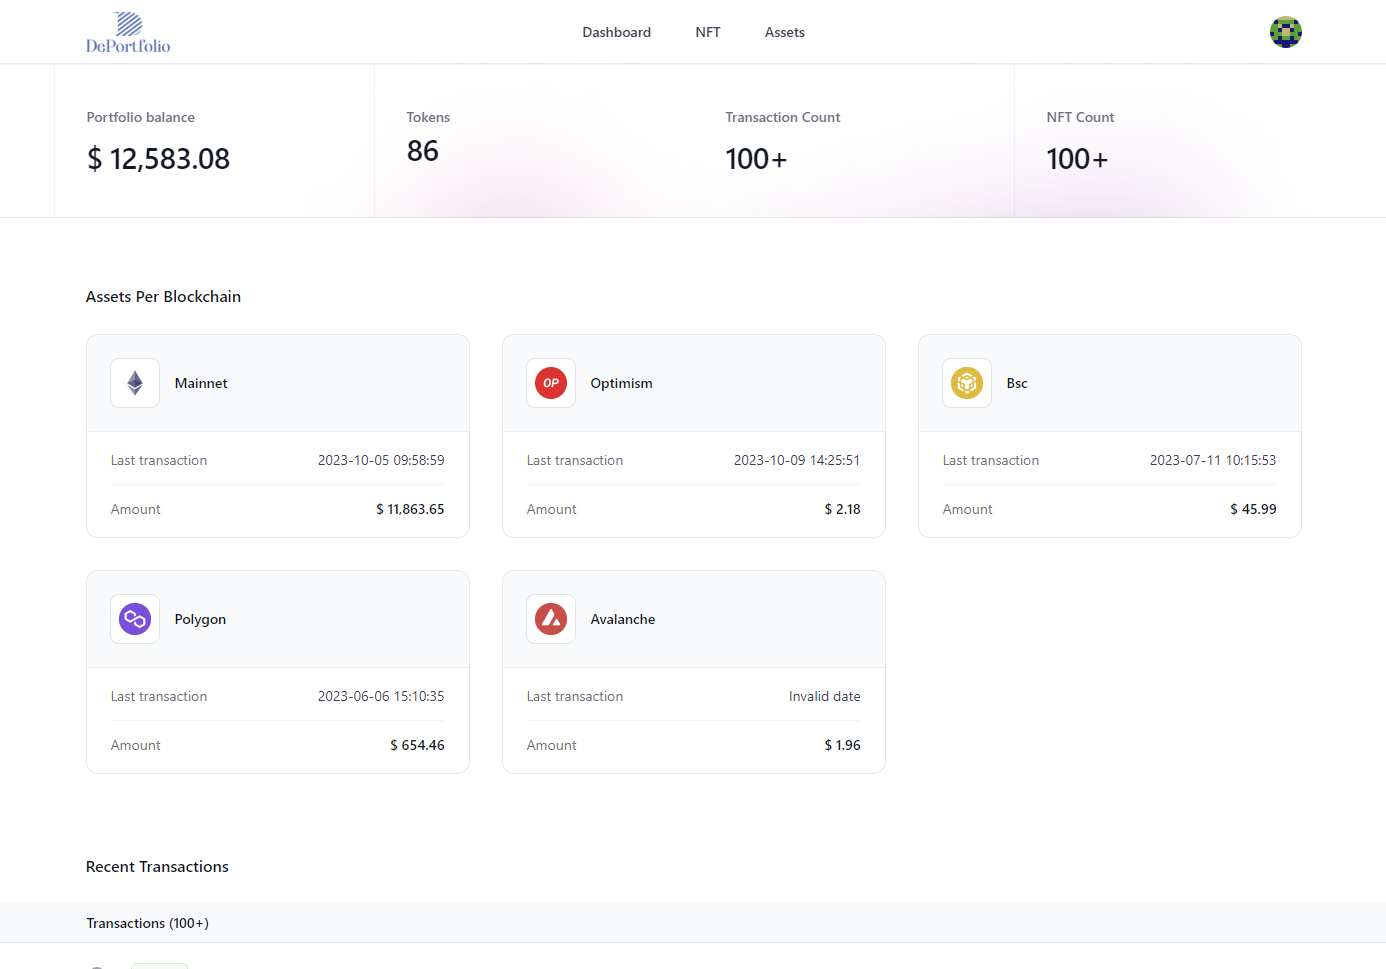 DePortfolio
Dashboard NFT Assets
Portfolio balance
$ 12,583.08
Tokens
86
Transaction Count
100+
NFT Count
100+
Assets Per Blockchain
Mainnet
Last transaction 2023-10-05 09:58:59
Amount $ 11,863.65
OP
Optimism
Last transaction 2023-10-09 14:25:51
Amount $ 2.18
Bsc
Last transaction 2023-07-11 10:15:53
Amount $ 45.99
Polygon
Last transaction 2023-06-06 15:10:35
Amount $ 654.46
Avalanche
Last transaction Invalid date
Amount $ 1.96
Recent Transactions
Transactions (100+)